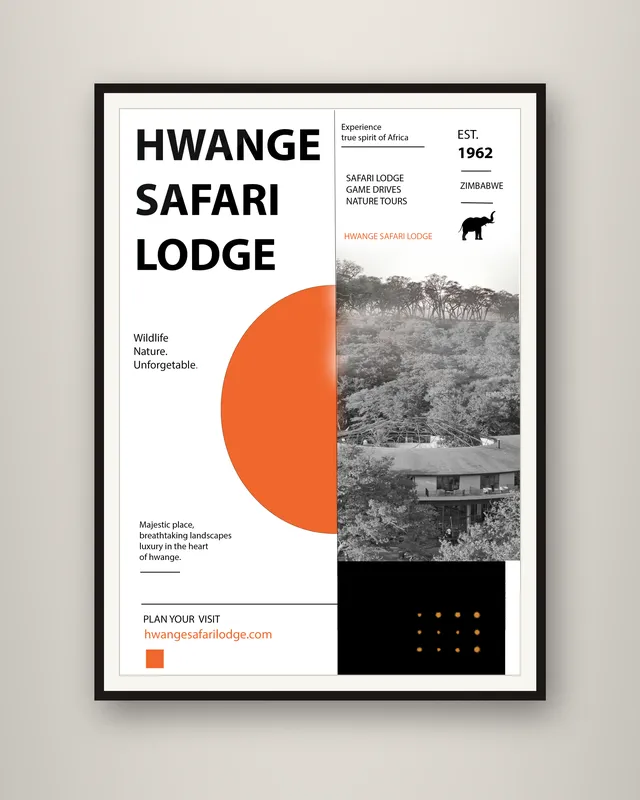 HWANGE
SAFARI
LODGE
Experience
true spirit of Africa
EST.
1962
SAFARI LODGE
GAME DRIVES
NATURE TOURS
ZIMBABWE
HWANGE SAFARI LODGE
Wildlife
Nature.
Unforgetable.
Majestic place,
breathtaking landscapes
luxury in the heart
of hwange.
PLAN YOUR VISIT
hwangesafarilodge.com